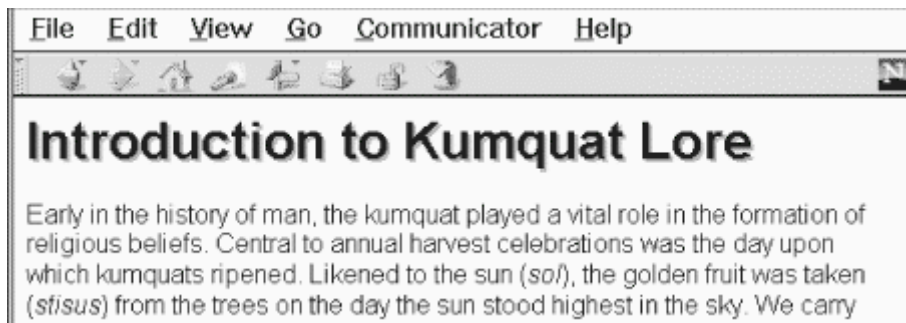 File Edit View Go Communicator Help
N
Introduction to Kumquat Lore
Early in the history of man, the kumquat played a vital role in the formation of
religious beliefs. Central to annual harvest celebrations was the day upon
which kumquats ripened. Likened to the sun (sol), the golden fruit was taken
(stisus) from the trees on the day the sun stood highest in the sky. We carry